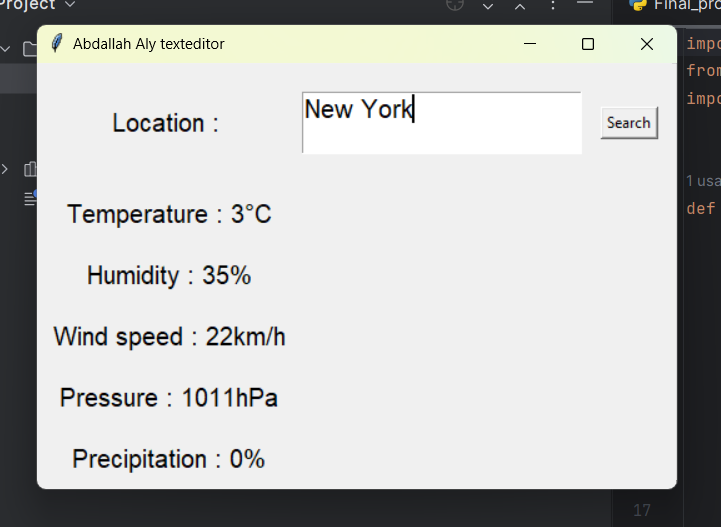 Project
Final_pro
Abdallah Aly texteditor
impo
from
impo
Location :
New York
Search
1 usa
def
Temperature : 3°C
Humidity : 35%
Wind speed : 22km/h
Pressure : 1011hPa
Precipitation : 0%
17